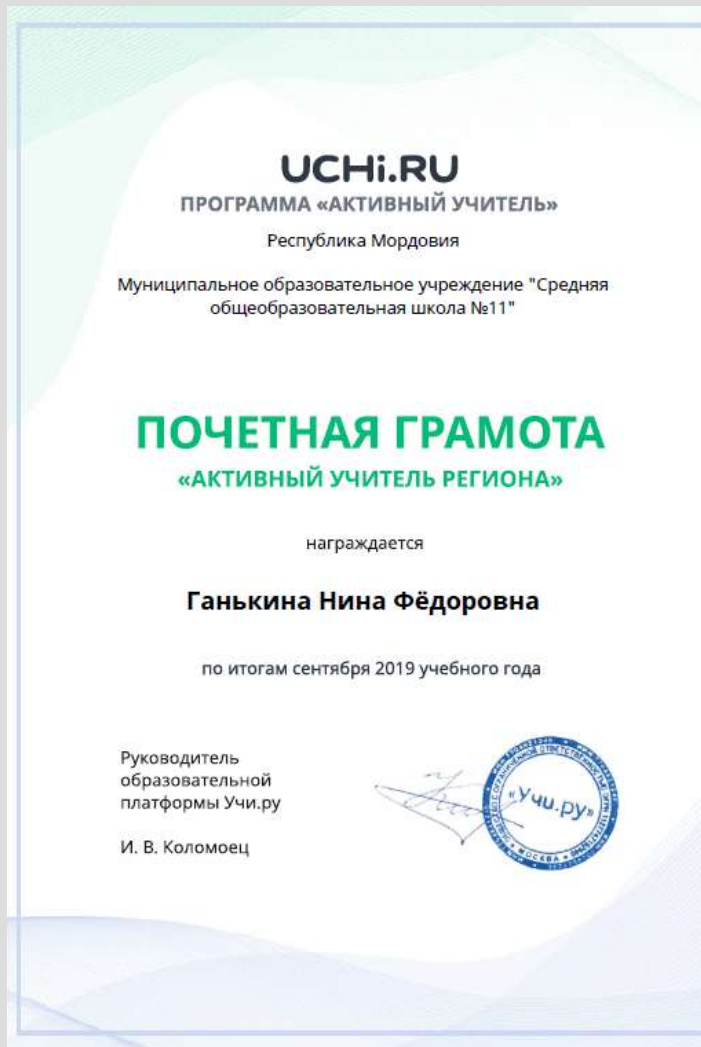 UCHi.RU
ПРОГРАММА «АКТИВНЫЙ УЧИТЕЛЬ»
Республика Мордовия
Муниципальное образовательное учреждение "Средняя
общеобразовательная школа №11"
ПОЧЕТНАЯ ГРАМОТА
«АКТИВНЫЙ УЧИТЕЛЬ РЕГИОНА»
награждается
Ганькина Нина Фёдоровна
по итогам сентября 2019 учебного года
Руководитель
образовательной
платформы Учи.ру
И. В. Коломоец
«Учи.ру»
МОСКВА